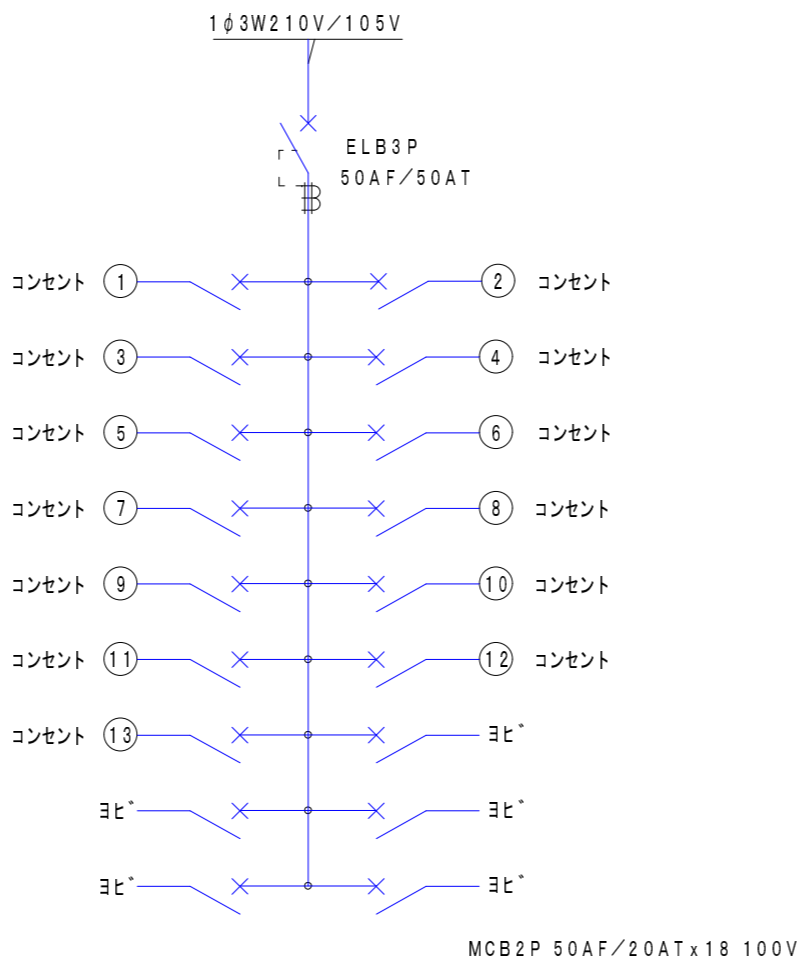 1φ3W210V/105V
ELB3P
50AF/50AT
コンセント 1 2 コンセント
コンセント 3 4 コンセント
コンセント 5 6 コンセント
コンセント 7 8 コンセント
コンセント 9 10 コンセント
コンセント 11 12 コンセント
コンセント 13 ヨビ
ヨビ ヨビ
ヨビ ヨビ
MCB2P 50AF/20ATx18 100V